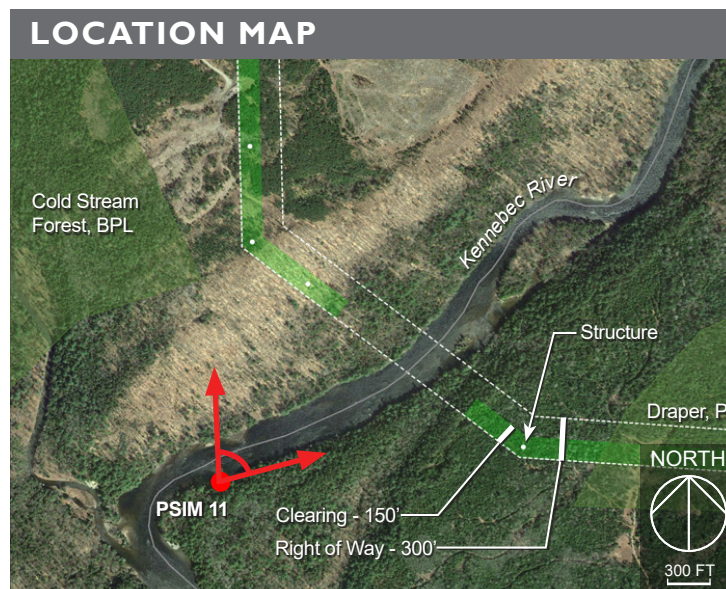 LOCATION MAP
Cold Stream
Forest, BPL
Kennebec River
Structure
Draper, P
NORTH
PSIM 11
Clearing - 150'
Right of Way - 300'
300 FT